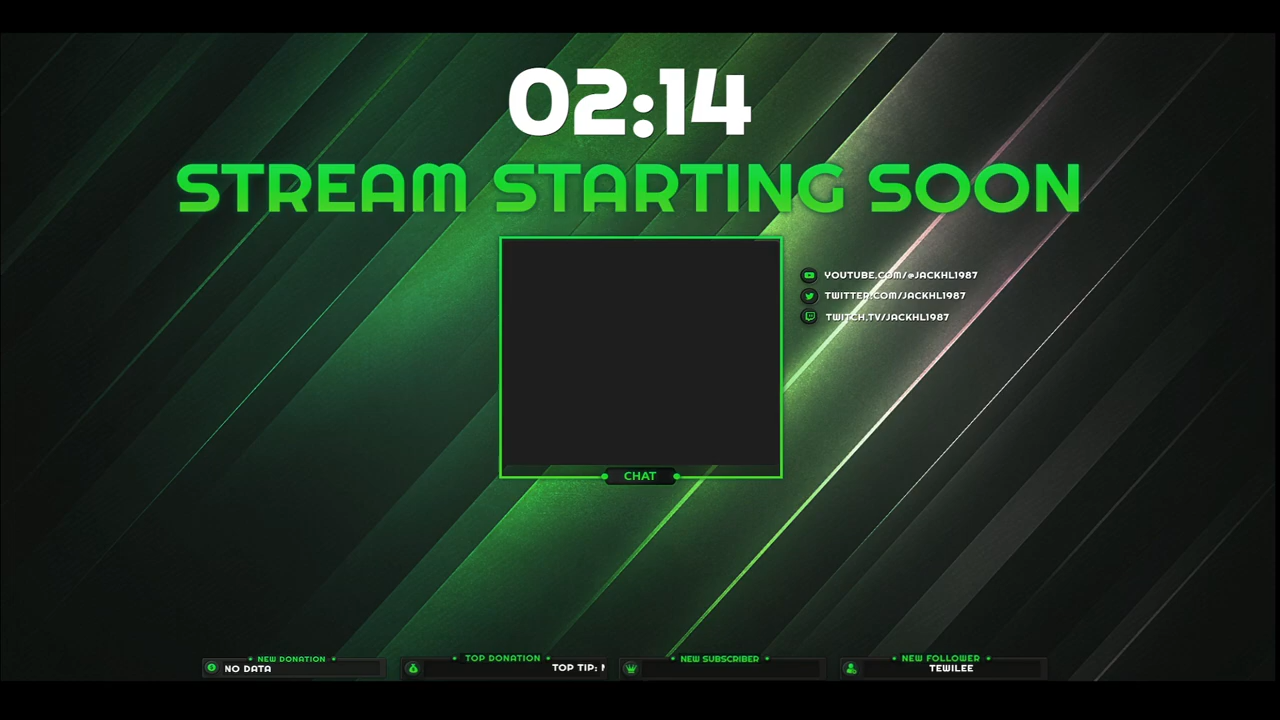 02:14
STREAM STARTING SOON
YOUTUBE.COM/@JACKHL1987
TWITTER.COM/JACKHL1987
TWITCH.TV/JACKHL1987
CHAT
NEW DONATION
NO DATA
TOP DONATION
TOP TIP:
NEW SUBSCRIBER
NEW FOLLOWER
TEWILEE